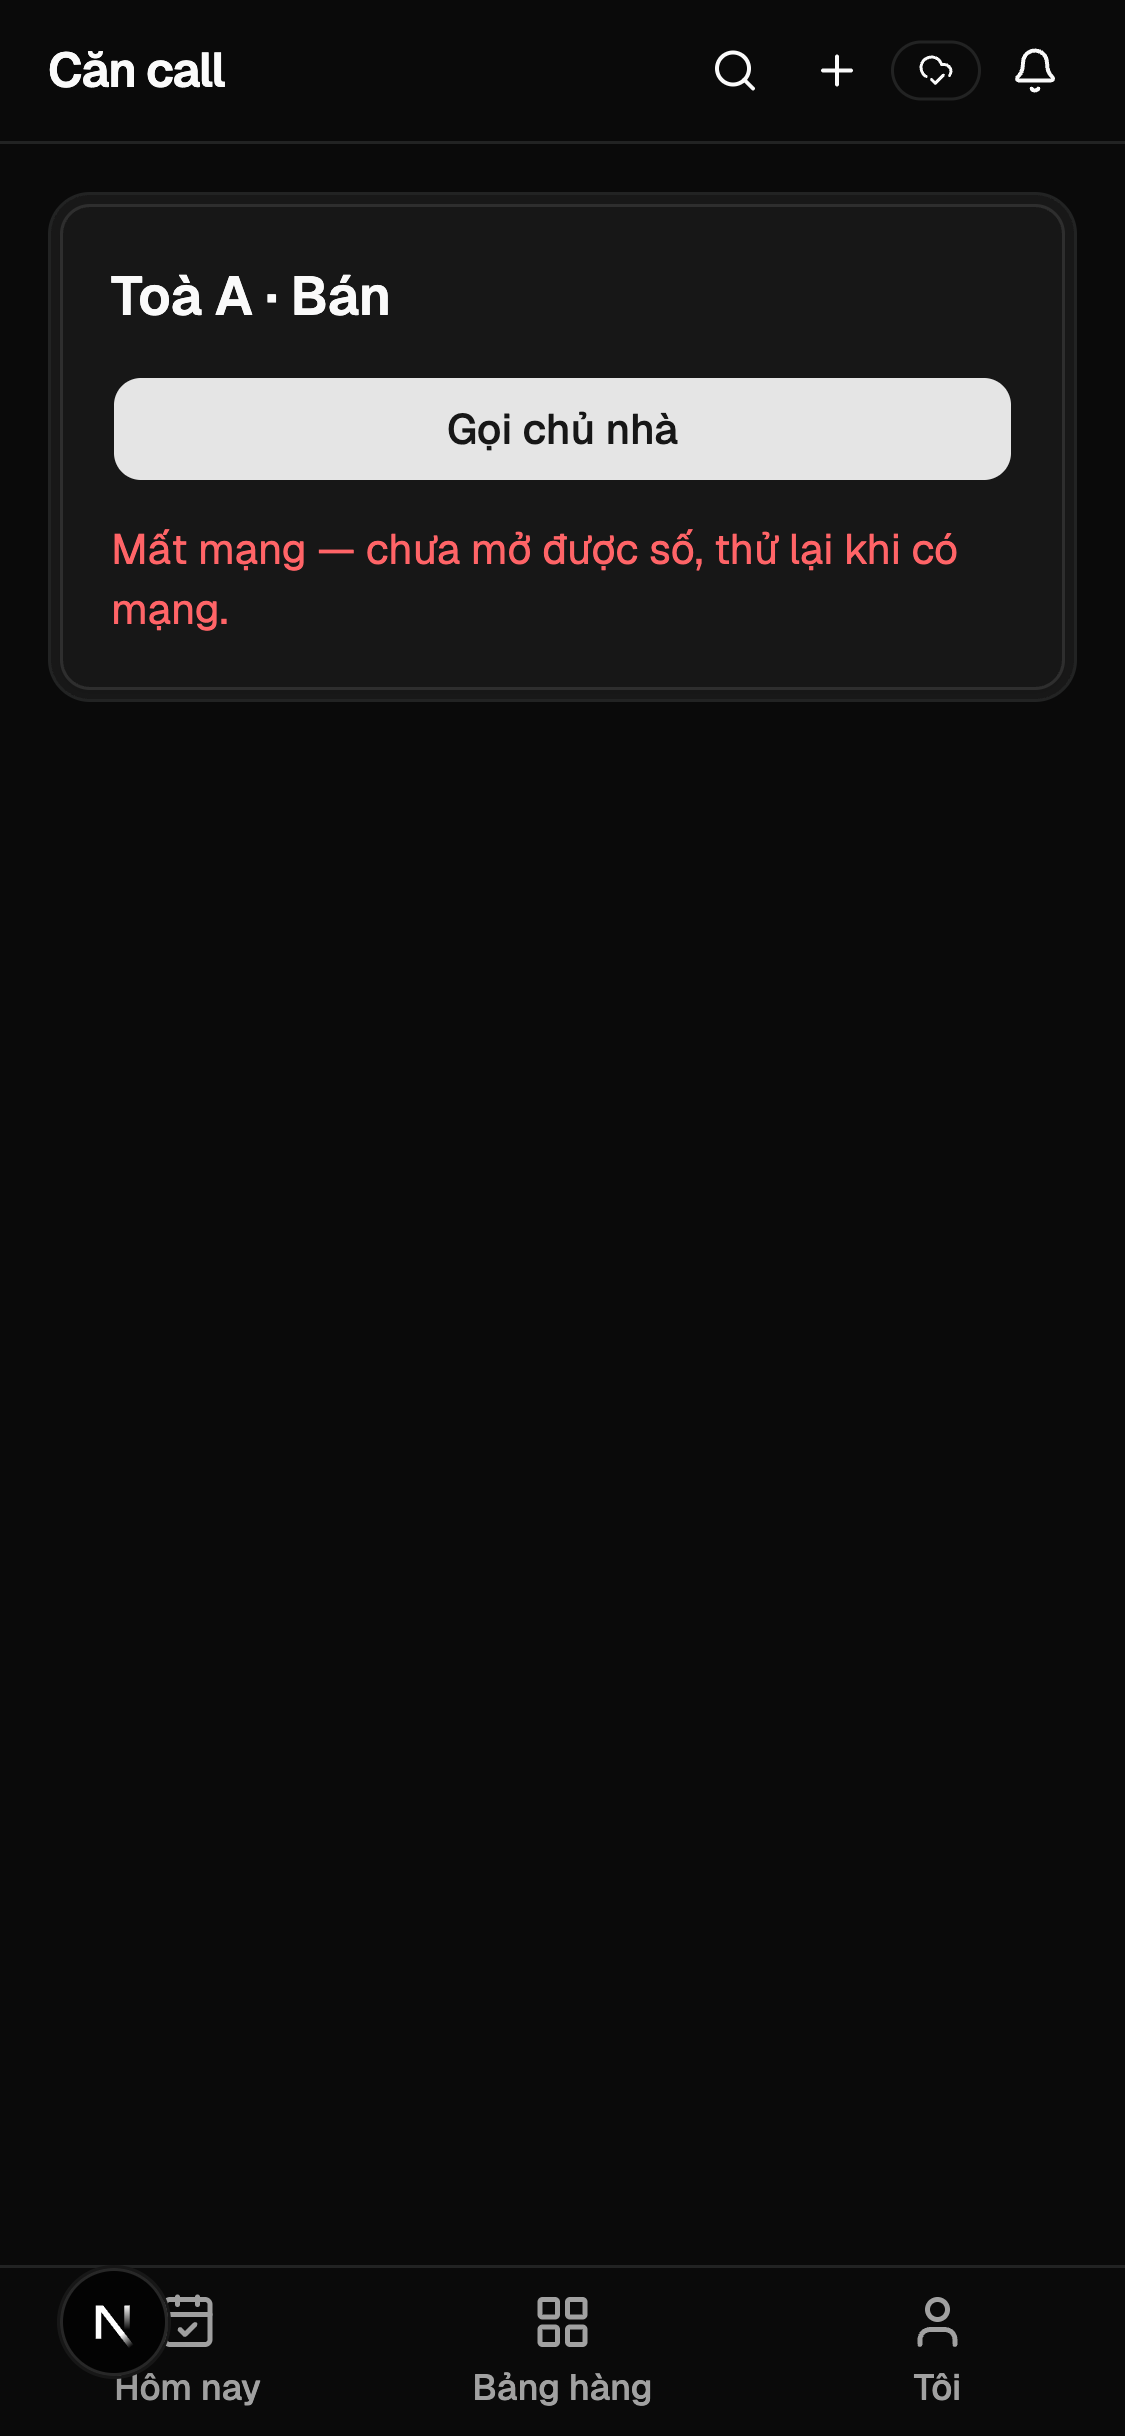 Căn call
Toà A · Bán
Gọi chủ nhà
Mất mạng — chưa mở được số, thử lại khi có
mạng.
N
Hôm nay
Bảng hàng
Tôi